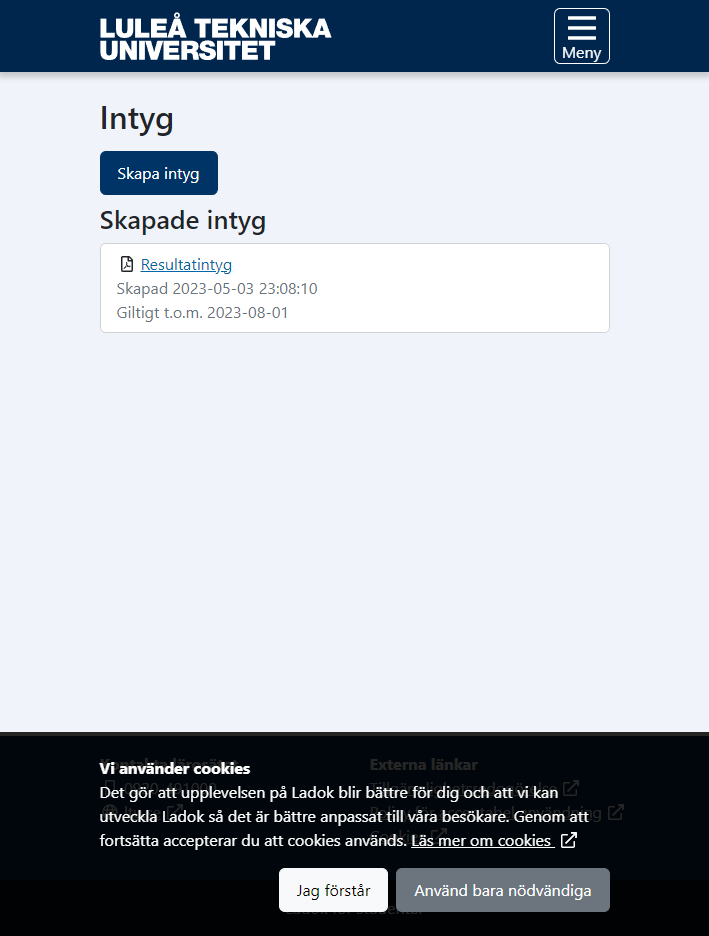 LULEÅ TEKNISKA
UNIVERSITET
Meny
Intyg
Skapa intyg
Skapade intyg
Resultatintyg
Skapad 2023-05-03 23:08:10
Giltigt t.o.m. 2023-08-01
Externa länkar
Vi använder cookies
Det gör att upplevelsen på Ladok blir bättre för dig och att vi kan
utveckla Ladok så det är bättre anpassat till våra besökare. Genom att
fortsätta accepterar du att cookies används. Läs mer om cookies
Jag förstår
Använd bara nödvändiga